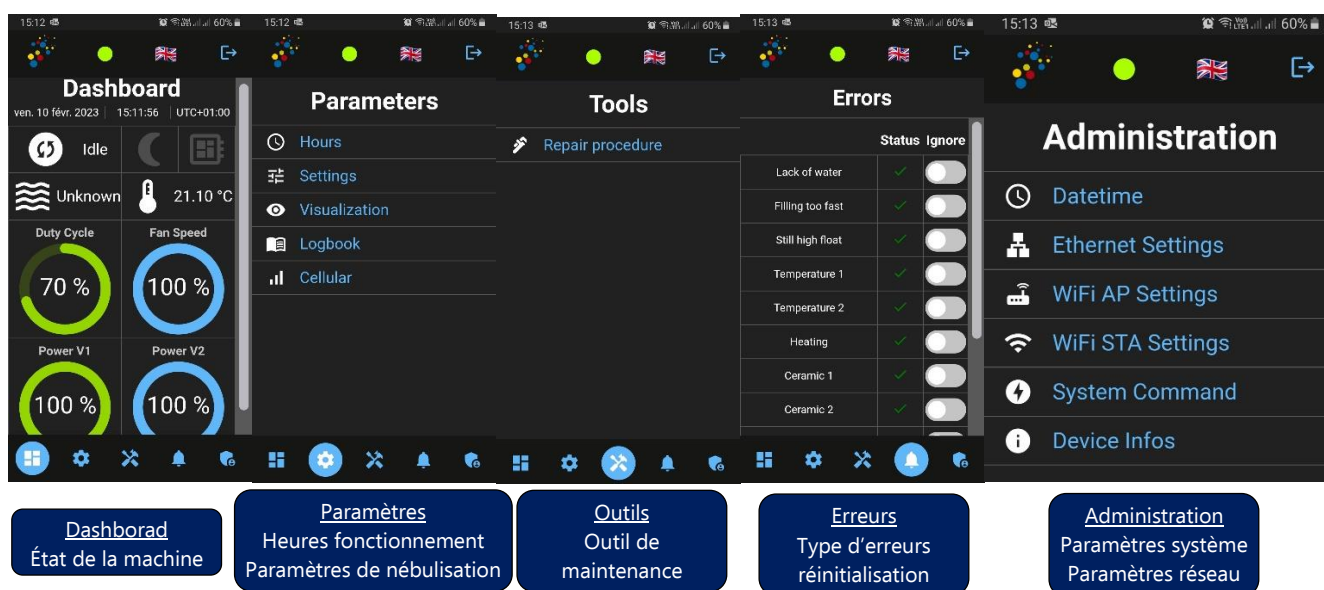 15:12
60%
Dashboard
ven. 10 févr. 2023 15:11:56 UTC+01:00
Idle
Unknown 21.10 °C
Duty Cycle Fan Speed
70 % 100 %
Power V1 Power V2
100 % 100 %
15:12
60%
Parameters
Hours
Settings
Visualization
Logbook
Cellular
15:13
60%
Tools
Repair procedure
15:13
60%
Errors
Status Ignore
Lack of water
Filling too fast
Still high float
Temperature 1
Temperature 2
Heating
Ceramic 1
Ceramic 2
15:13
60%
Administration
Datetime
Ethernet Settings
WiFi AP Settings
WiFi STA Settings
System Command
Device Infos
Dashborad
État de la machine
Paramètres
Heures fonctionnement
Paramètres de nébulisation
Outils
Outil de
maintenance
Erreurs
Type d’erreurs
réinitialisation
Administration
Paramètres système
Paramètres réseau